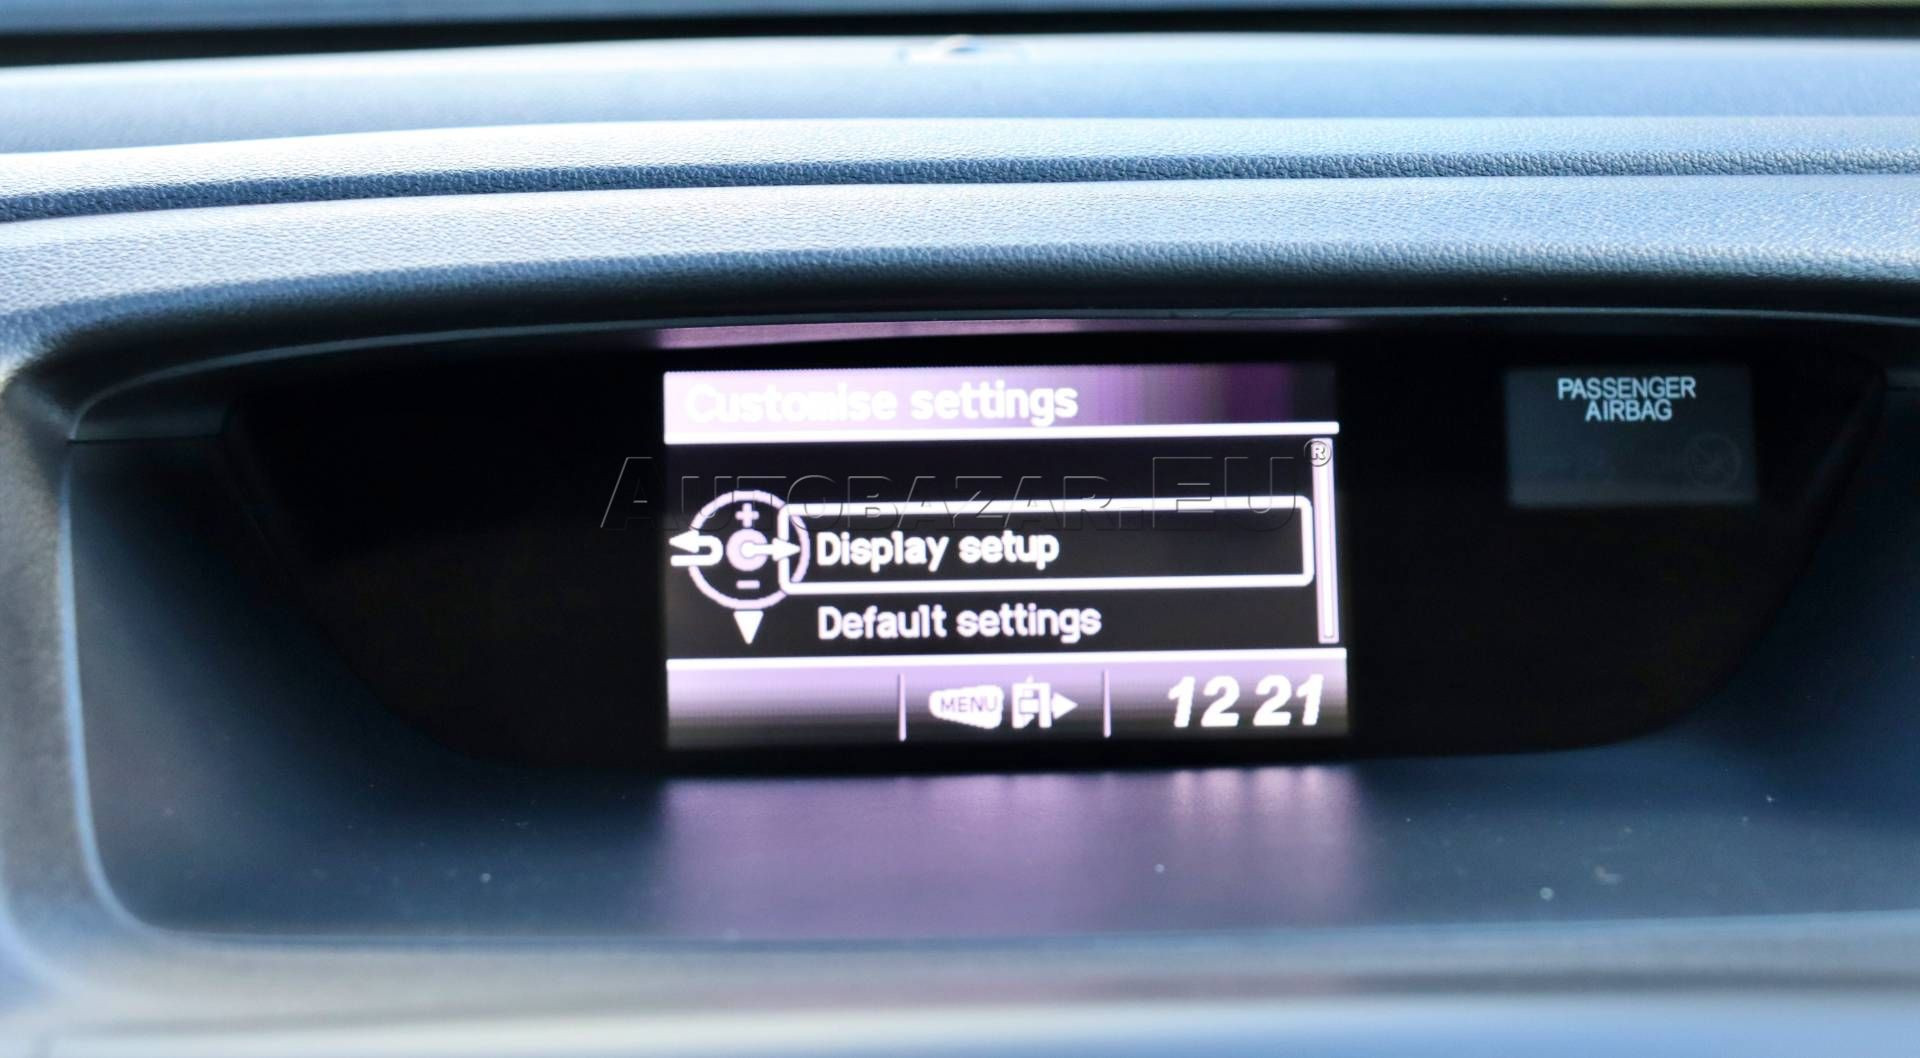 Customise settings
PASSENGER
AIRBAG
AUTOBAZAR.EU®
Display setup
Default settings
MENU
12 21